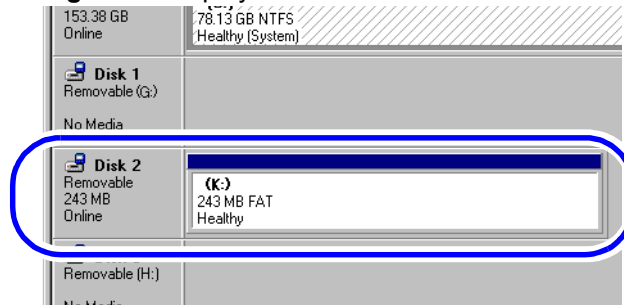 153.38 GB
Online
78.13 GB NTFS
Healthy (System)
Disk 1
Removable (G:)
No Media
Disk 2
Removable
243 MB
Online
(K:)
243 MB FAT
Healthy
Removable (H:)
No Media